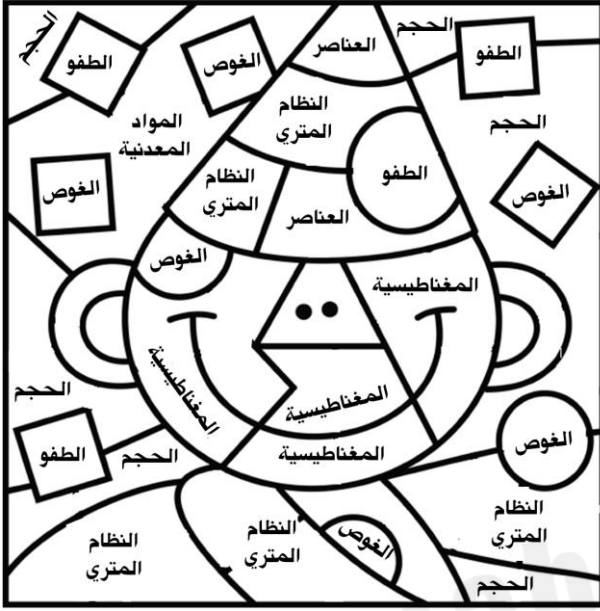 الحجم
الطفو
الغوص
العناصر
الحجم
الطفو
المواد
المعدنية
النظام
المتري
الحجم
الغوص
النظام
المتري
العناصر
الطفو
الغوص
الغوص
المغناطيسية
المغناطيسية
المغناطيسية
المغناطيسية
الحجم
الطفو
الحجم
الغوص
النظام
المتري
النظام
المتري
الغوص
النظام
المتري
الحجم